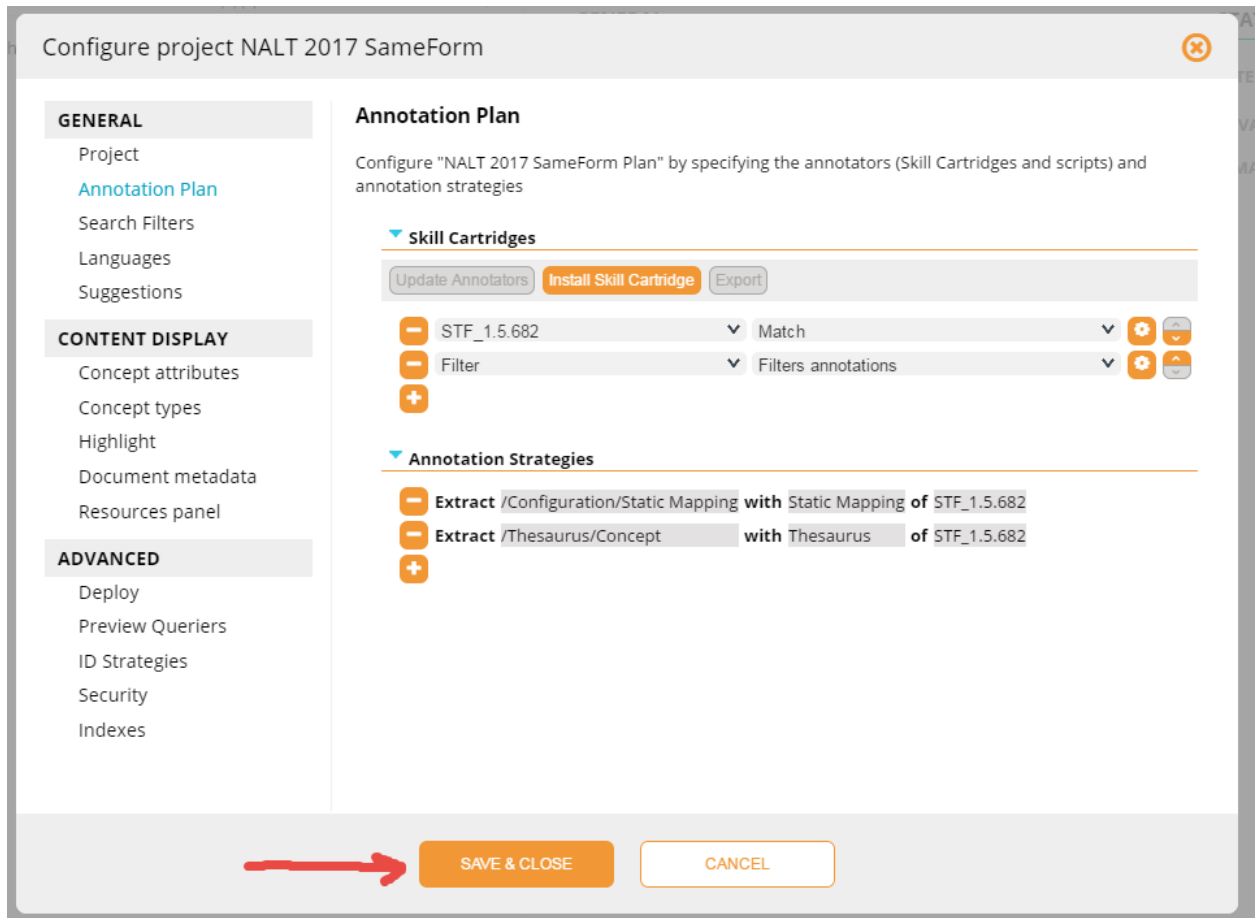 Configure project NALT 2017 SameForm
GENERAL
Project
Annotation Plan
Search Filters
Languages
Suggestions
CONTENT DISPLAY
Concept attributes
Concept types
Highlight
Document metadata
Resources panel
ADVANCED
Deploy
Preview Queriers
ID Strategies
Security
Indexes
Annotation Plan
Configure "NALT 2017 SameForm Plan" by specifying the annotators (Skill Cartridges and scripts) and
annotation strategies
Skill Cartridges
Update Annotators Install Skill Cartridge Export
STF_1.5.682 Match
Filter Filters annotations
Annotation Strategies
Extract /Configuration/Static Mapping with Static Mapping of STF_1.5.682
Extract /Thesaurus/Concept with Thesaurus of STF_1.5.682
SAVE & CLOSE CANCEL